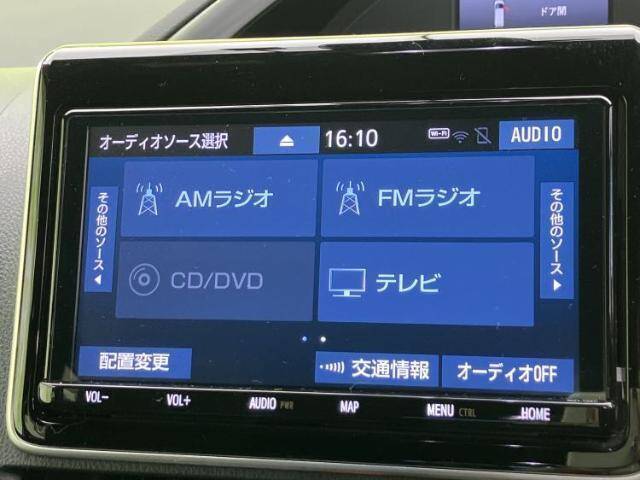 ドア開
オーディオソース選択
16:10
Wi-Fi
AUDIO
その他のソース
AMラジオ
FMラジオ
その他のソース
CD/DVD
テレビ
配置変更
交通情報
オーディオOFF
VOL−
VOL+
AUDIO PWR
MAP
MENU CTRL
HOME